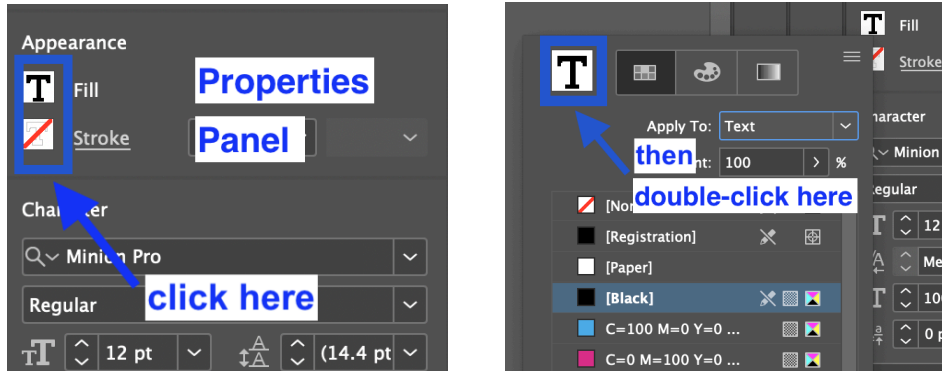 Appearance
T Fill
Properties
Stroke
Panel
Character
Minion Pro
click here
Regular
12 pt
(14.4 pt
T
Fill
Stroke
T
Apply To: Text
then
nt: 100 %
double-click here
[Registration]
[Paper]
[Black]
C=100 M=0 Y=0 ...
C=0 M=100 Y=0 ...
haracter
Minion
egular
12
Me
100
0 p